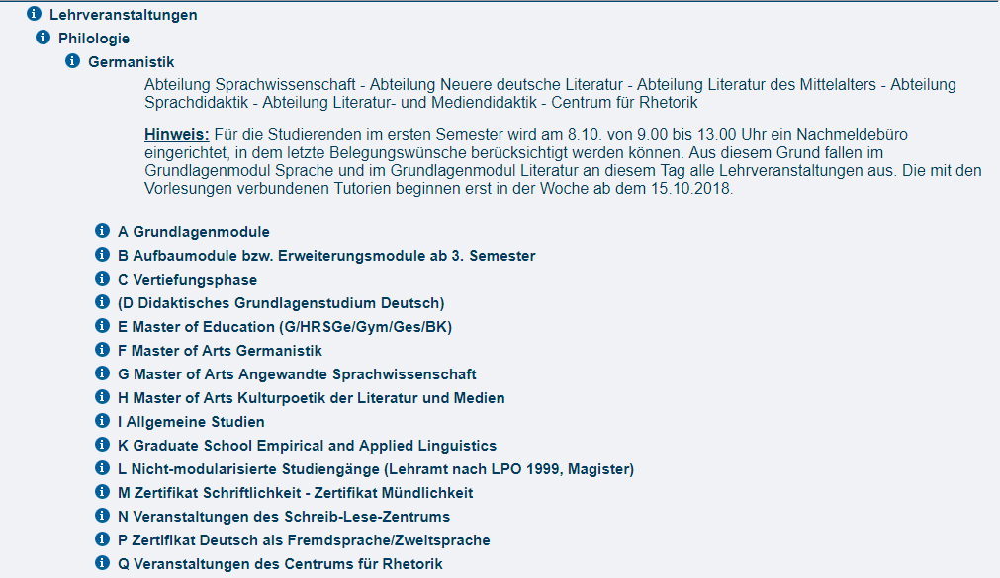 Lehrveranstaltungen
Philologie
Germanistik
Abteilung Sprachwissenschaft - Abteilung Neuere deutsche Literatur - Abteilung Literatur des Mittelalters - Abteilung
Sprachdidaktik - Abteilung Literatur- und Mediendidaktik - Centrum für Rhetorik
Hinweis: Für die Studierenden im ersten Semester wird am 8.10. von 9.00 bis 13.00 Uhr ein Nachmeldebüro
eingerichtet, in dem letzte Belegungswünsche berücksichtigt werden können. Aus diesem Grund fallen im
Grundlagenmodul Sprache und im Grundlagenmodul Literatur an diesem Tag alle Lehrveranstaltungen aus. Die mit den
Vorlesungen verbundenen Tutorien beginnen erst in der Woche ab dem 15.10.2018.
A Grundlagenmodule
B Aufbaumodule bzw. Erweiterungsmodule ab 3. Semester
C Vertiefungsphase
(D Didaktisches Grundlagenstudium Deutsch)
E Master of Education (G/HRSGe/Gym/Ges/BK)
F Master of Arts Germanistik
G Master of Arts Angewandte Sprachwissenschaft
H Master of Arts Kulturpoetik der Literatur und Medien
I Allgemeine Studien
K Graduate School Empirical and Applied Linguistics
L Nicht-modularisierte Studiengänge (Lehramt nach LPO 1999, Magister)
M Zertifikat Schriftlichkeit - Zertifikat Mündlichkeit
N Veranstaltungen des Schreib-Lese-Zentrums
P Zertifikat Deutsch als Fremdsprache/Zweitsprache
Q Veranstaltungen des Centrums für Rhetorik